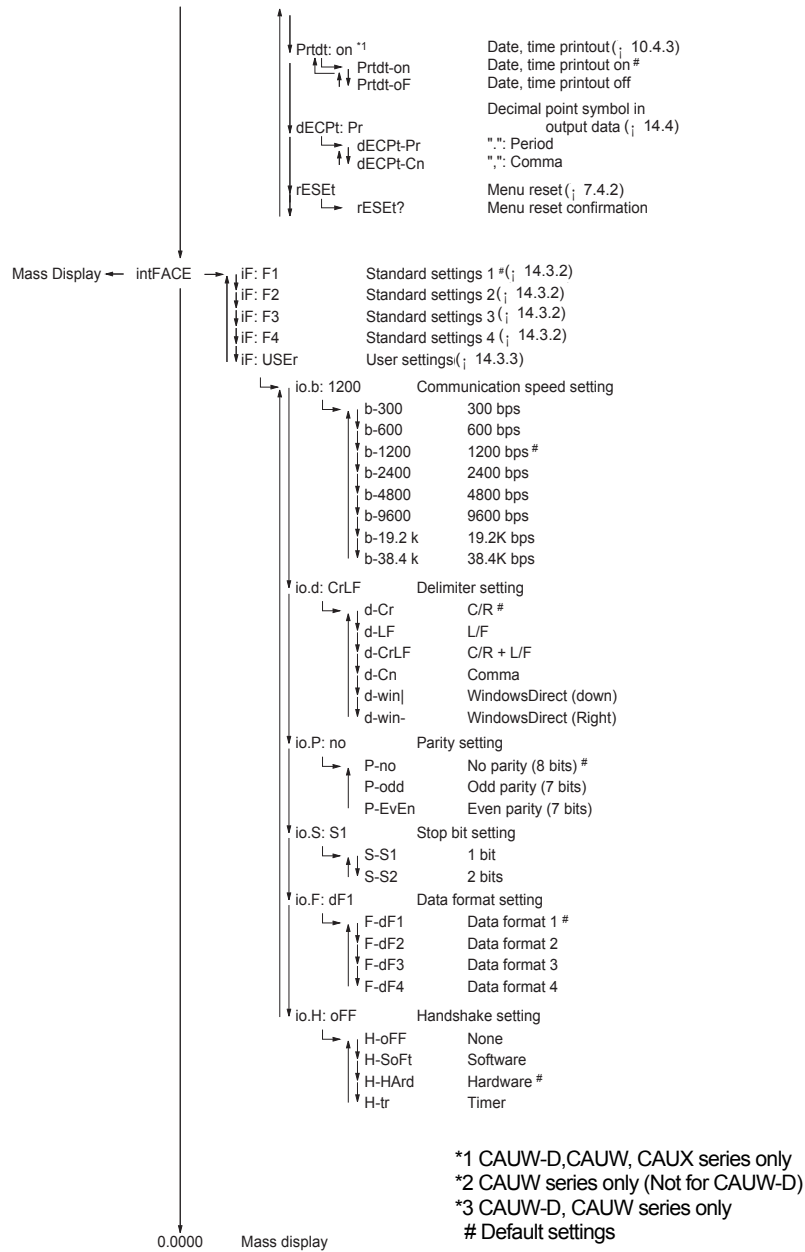 Prtdt: on *1 Date, time printout(¡ 10.4.3)
Prtdt-on Date, time printout on #
Prtdt-oF Date, time printout off
Decimal point symbol in
dECPt: Pr output data (¡ 14.4)
dECPt-Pr ".": Period
dECPt-Cn ",": Comma
rESEt Menu reset(¡ 7.4.2)
rESEt? Menu reset confirmation
Mass Display intFACE iF: F1 Standard settings 1 #(¡ 14.3.2)
iF: F2 Standard settings 2(¡ 14.3.2)
iF: F3 Standard settings 3 (¡ 14.3.2)
iF: F4 Standard settings 4 (¡ 14.3.2)
iF: USEr User settings(¡ 14.3.3)
io.b: 1200 Communication speed setting
b-300 300 bps
b-600 600 bps
b-1200 1200 bps #
b-2400 2400 bps
b-4800 4800 bps
b-9600 9600 bps
b-19.2 k 19.2K bps
b-38.4 k 38.4K bps
io.d: CrLF Delimiter setting
d-Cr C/R #
d-LF L/F
d-CrLF C/R + L/F
d-Cn Comma
d-win| WindowsDirect (down)
d-win- WindowsDirect (Right)
io.P: no Parity setting
P-no No parity (8 bits) #
P-odd Odd parity (7 bits)
P-EvEn Even parity (7 bits)
io.S: S1 Stop bit setting
S-S1 1 bit
S-S2 2 bits
io.F: dF1 Data format setting
F-dF1 Data format 1 #
F-dF2 Data format 2
F-dF3 Data format 3
F-dF4 Data format 4
io.H: oFF Handshake setting
H-oFF None
H-SoFt Software
H-HArd Hardware #
H-tr Timer
*1 CAUW-D,CAUW, CAUX series only
*2 CAUW series only (Not for CAUW-D)
*3 CAUW-D, CAUW series only
# Default settings
0.0000 Mass display